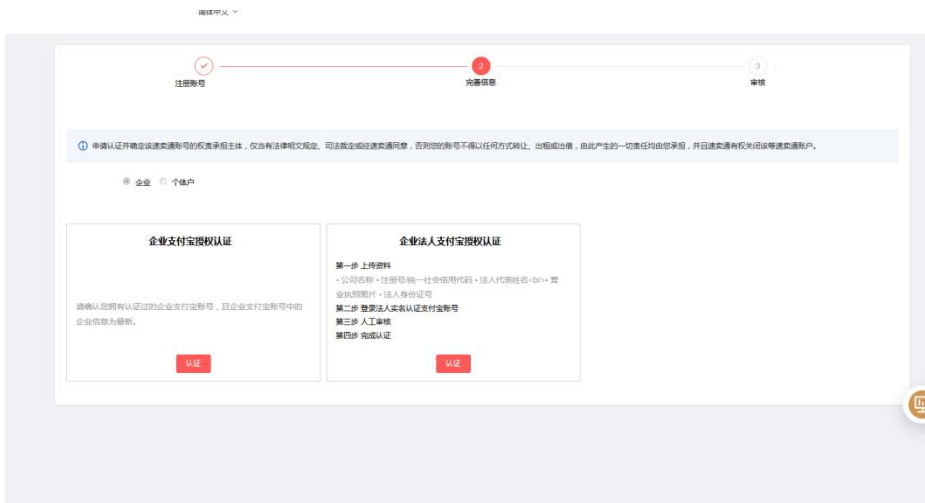 简体中文
2
3
注册账号
完善信息
审核
申请认证并确定该速卖通账号的权责承担主体，仅当有法律明文规定、司法裁定或经速卖通同意，否则您的账号不得以任何方式转让、出租或出借，由此产生的一切责任均由您承担，并且速卖通有权关闭该等速卖通账户。
企业 个体户
企业支付宝授权认证
请确认您拥有认证过的企业支付宝账号，且企业支付宝账号中的
企业信息为最新。
认证
企业法人支付宝授权认证
第一步 上传资料
• 公司名称 • 注册号/统一社会信用代码 • 法人代表姓名<br/>• 营
业执照图片 • 法人身份证号
第二步 登录法人实名认证支付宝账号
第三步 人工审核
第四步 完成认证
认证